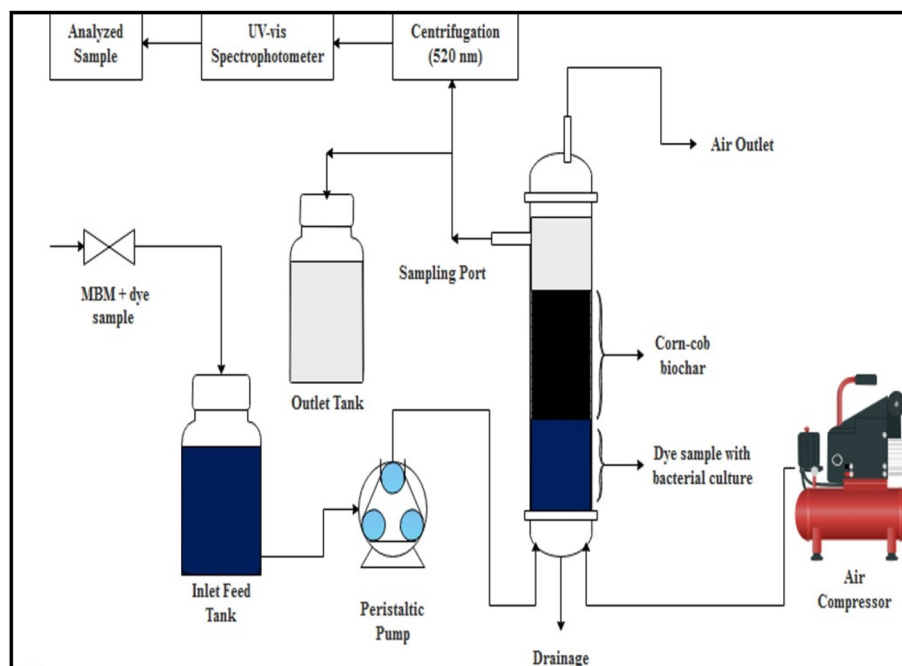 Analyzed
Sample
UV-vis
Spectrophotometer
Centrifugation
(520 nm)
Air Outlet
Sampling Port
MBM + dye
sample
Corn-cob
biochar
Outlet Tank
Dye sample with
bacterial culture
Inlet Feed
Tank
Peristaltic
Pump
Air
Compressor
Drainage